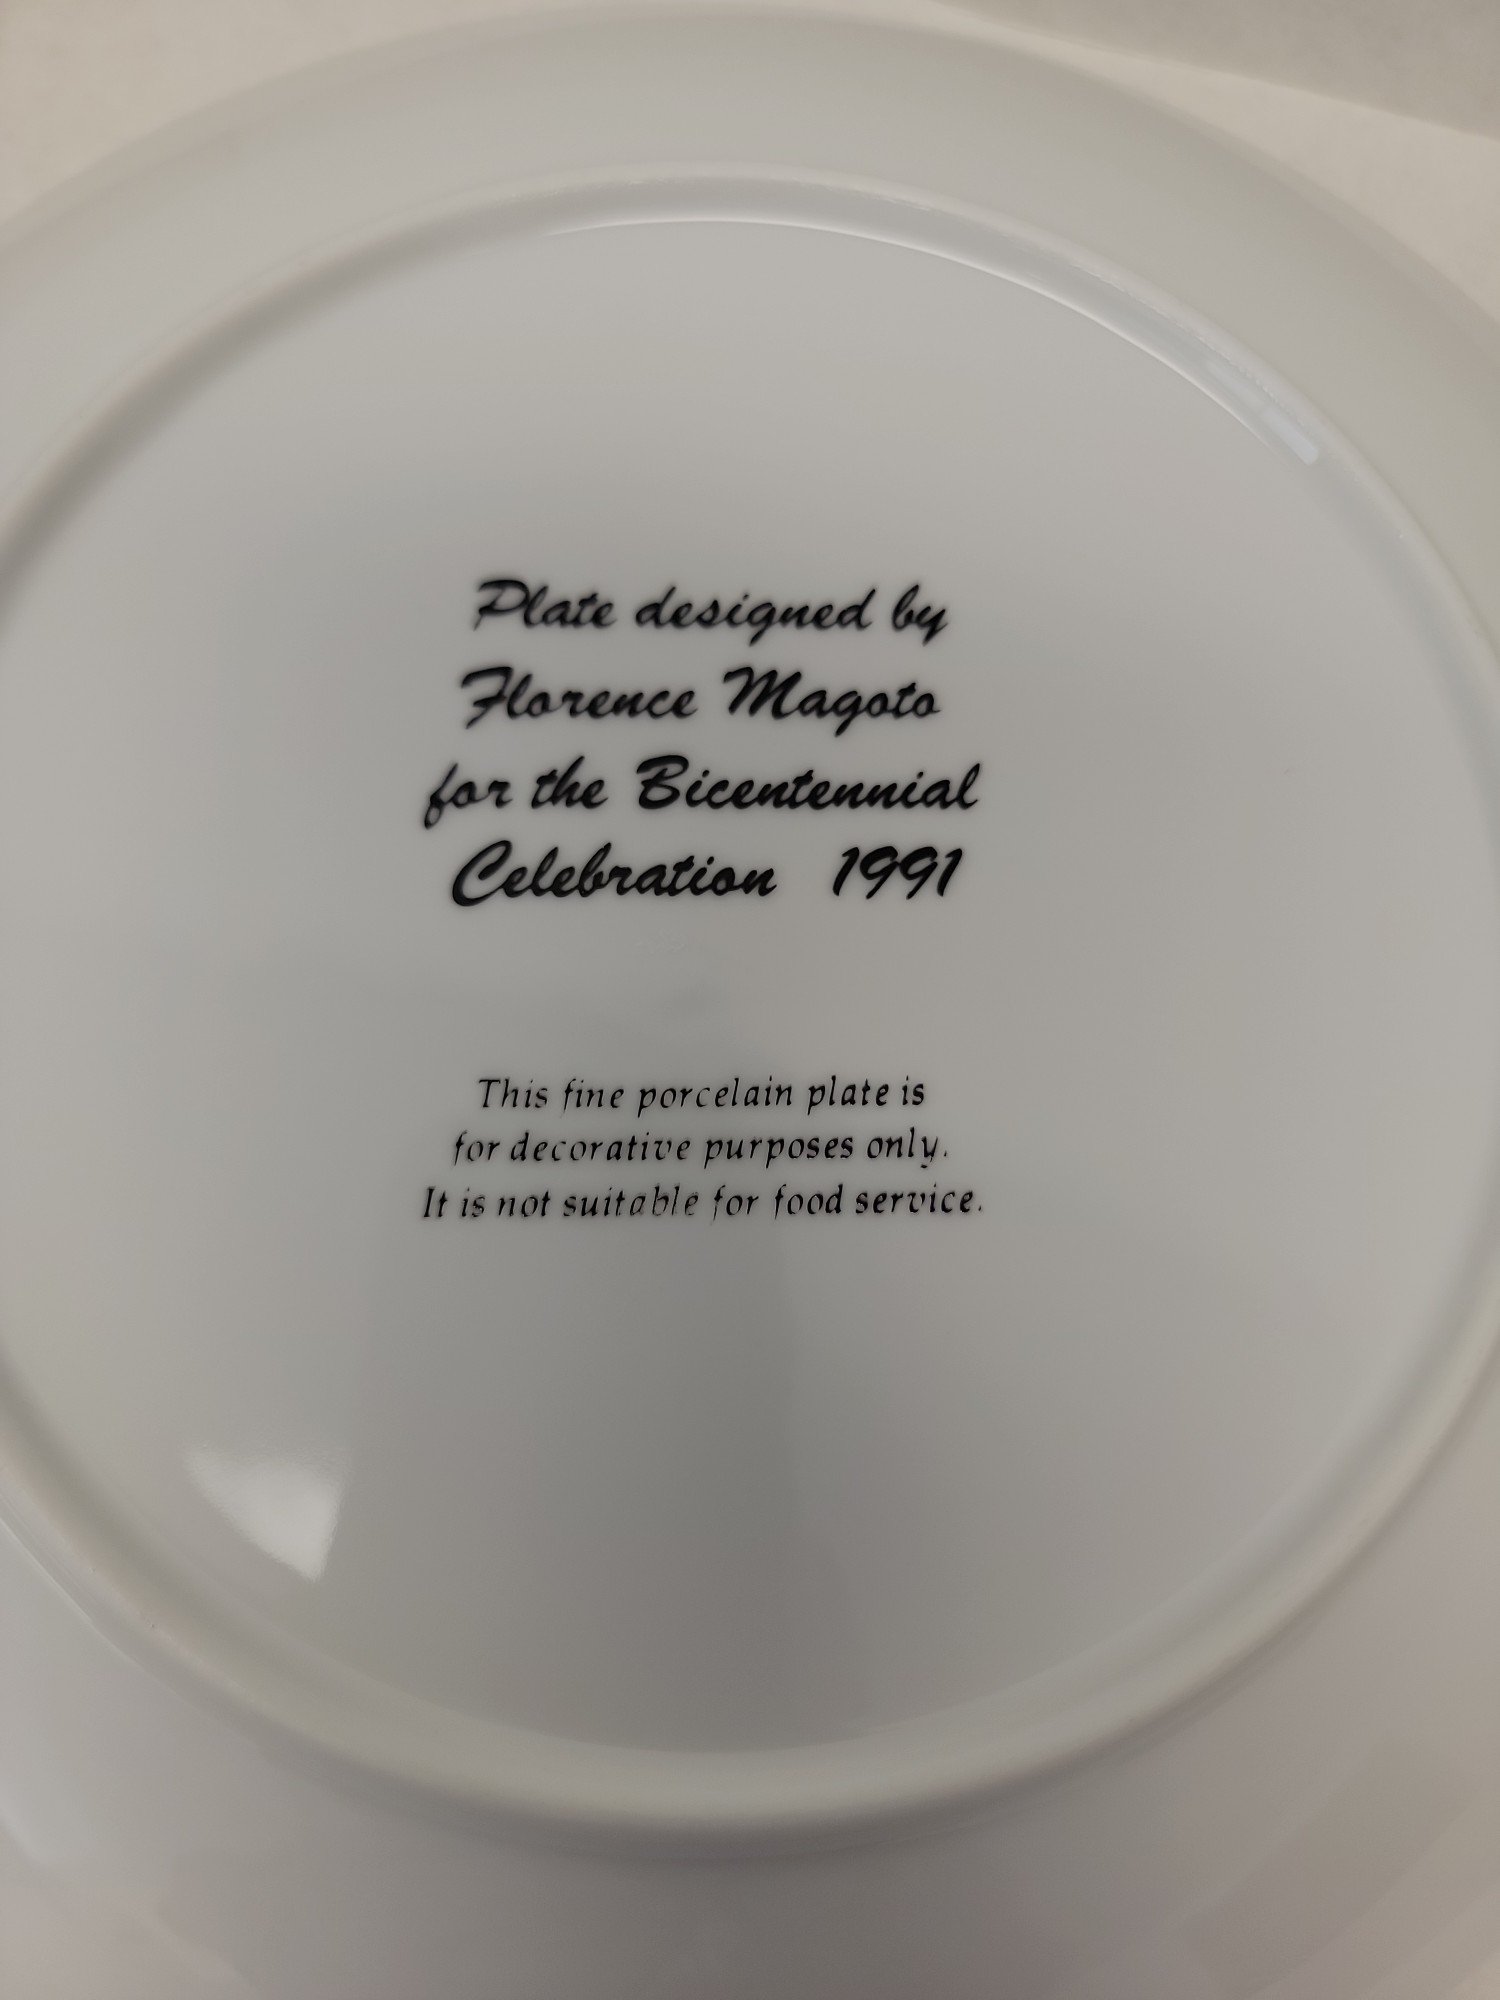 Plate designed by
Florence Magoto
for the Bicentennial
Celebration 1991
This fine porcelain plate is
for decorative purposes only.
It is not suitable for food service.